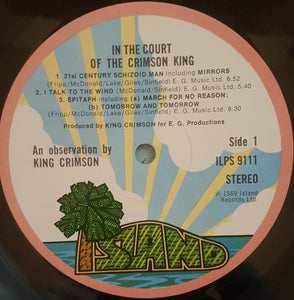 IN THE COURT
OF THE CRIMSON KING
1. 21st CENTURY SCHIZOID MAN including MIRRORS
(Fripp/McDonald/Lake/Giles/Sinfield) E. G. Music Ltd. 6.52
2. I TALK TO THE WIND (McDonald/Sinfield) E. G. Music Ltd. 5.40
3. EPITAPH including (a) MARCH FOR NO REASON;
(b) TOMORROW AND TOMORROW
(Fripp/McDonald/Lake/Giles/Sinfield) E. G. Music Ltd. 8.30
Produced by KING CRIMSON for E. G. Productions
An observation by
KING CRIMSON
Side 1
ILPS 9111
STEREO
℗ 1969 Island
Records Ltd.
ISLAND